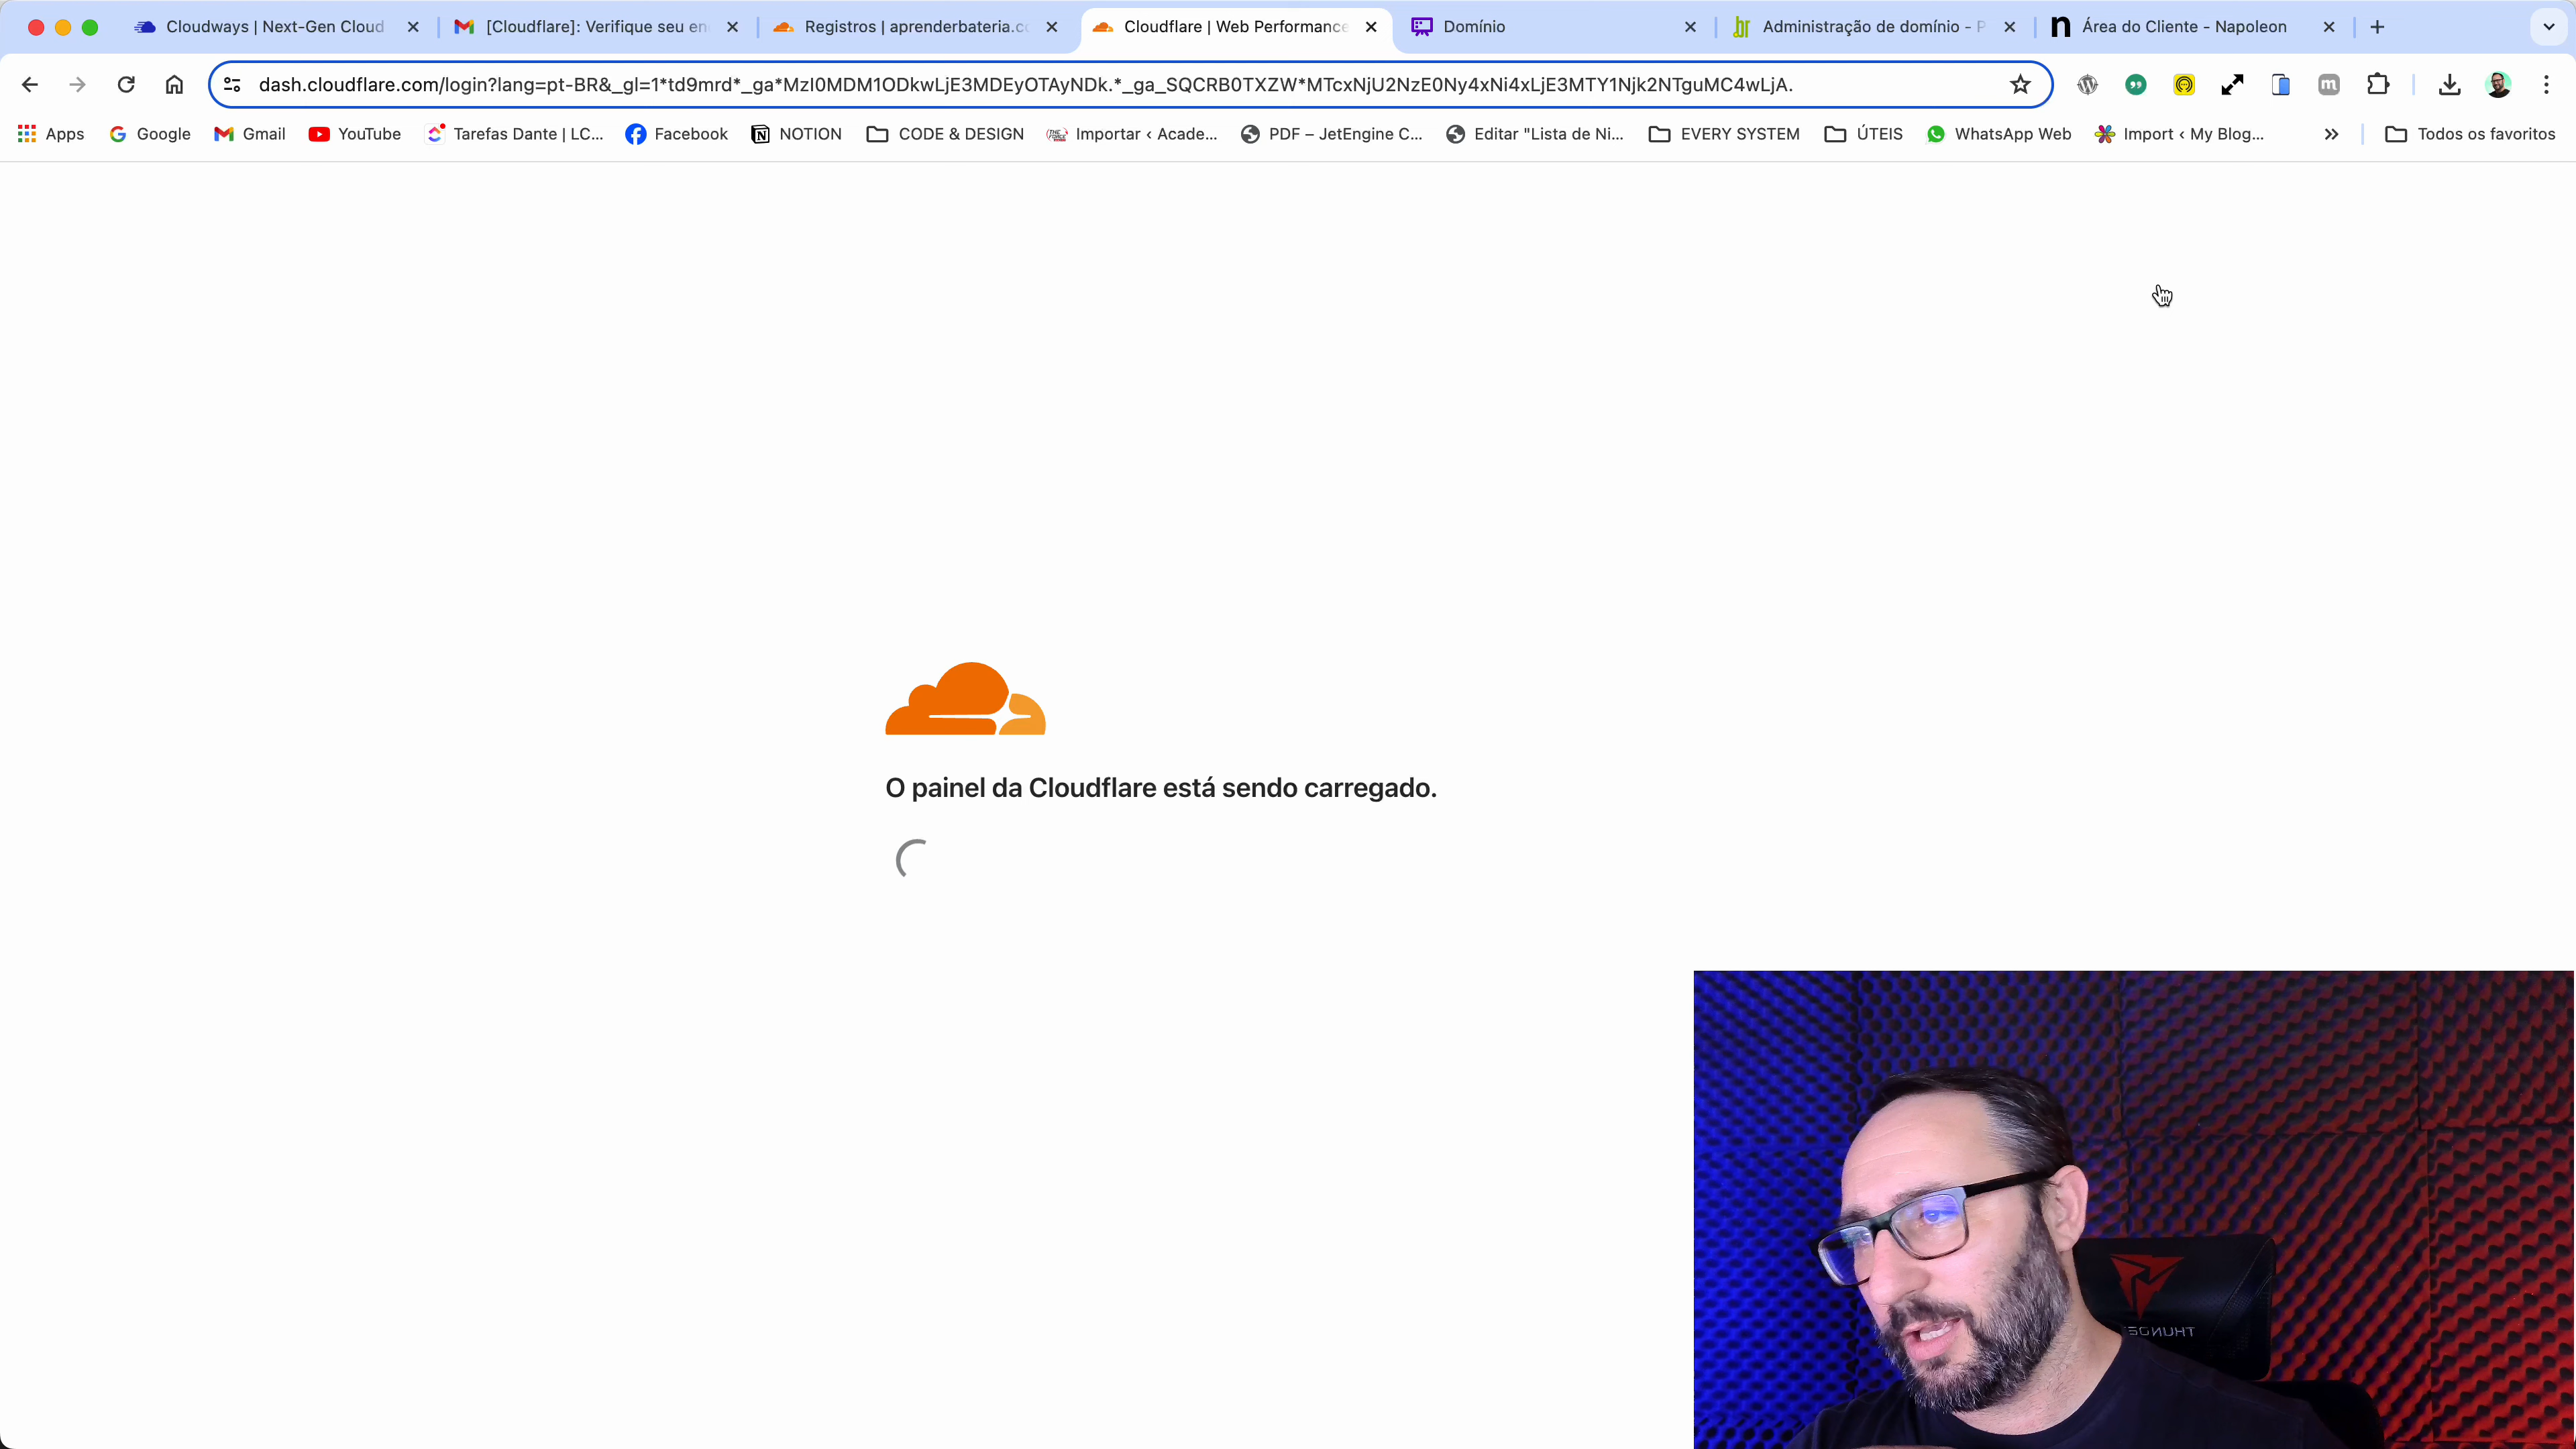 Cloudways | Next-Gen Cloud
[Cloudflare]: Verifique seu en
Registros | aprenderbateria.co
Cloudflare | Web Performance
Domínio
Administração de domínio - P
Área do Cliente - Napoleon
dash.cloudflare.com/login?lang=pt-BR&_gl=1*td9mrd*_ga*MzI0MDM1ODkwLjE3MDEyOTAyNDk.*_ga_SQCRB0TXZW*MTcxNjU2NzE0Ny4xNi4xLjE3MTY1Njk2NTguMC4wLjA.
Apps
Google
Gmail
YouTube
Tarefas Dante | LC...
Facebook
NOTION
CODE & DESIGN
Importar ‹ Acade...
PDF – JetEngine C...
Editar "Lista de Ni...
EVERY SYSTEM
ÚTEIS
WhatsApp Web
Import ‹ My Blog...
Todos os favoritos
O painel da Cloudflare está sendo carregado.